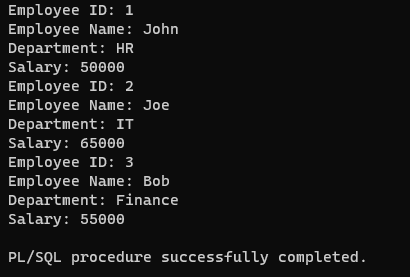 Employee ID: 1
Employee Name: John
Department: HR
Salary: 50000
Employee ID: 2
Employee Name: Joe
Department: IT
Salary: 65000
Employee ID: 3
Employee Name: Bob
Department: Finance
Salary: 55000
PL/SQL procedure successfully completed.